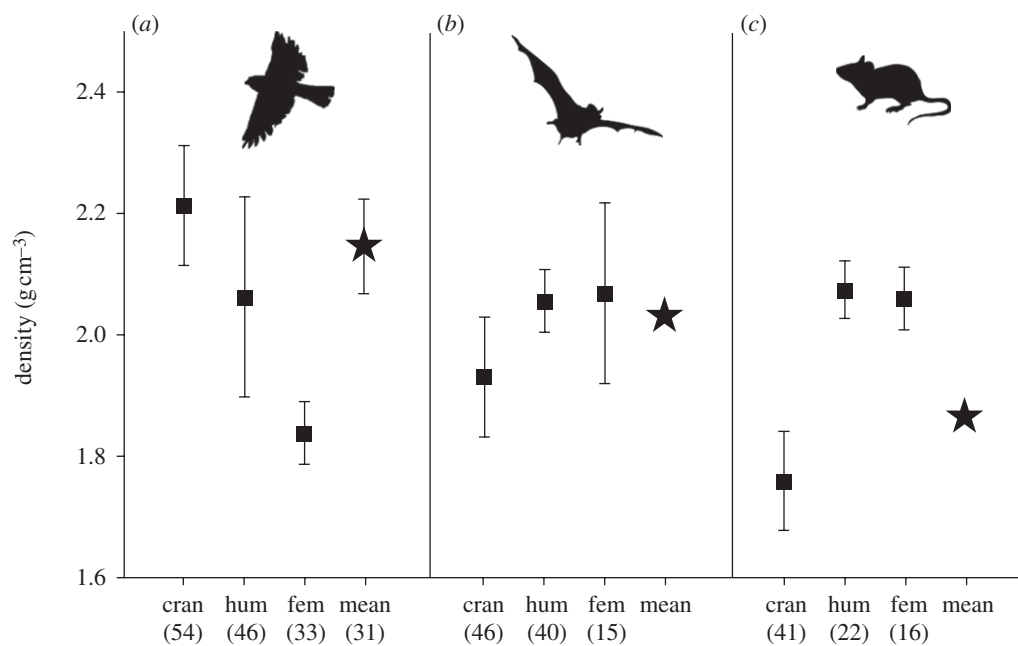 (a) (b) (c)
2.4
2.2
2.0
1.8
1.6
density (g cm⁻³)
cran hum fem mean cran hum fem mean cran hum fem mean
(54) (46) (33) (31) (46) (40) (15) (41) (22) (16)